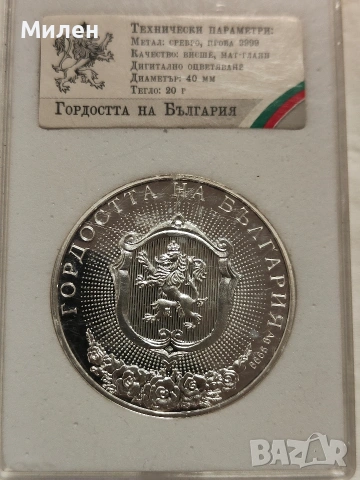 Милен
Технически параметри:
Метал: сребро, проба 999
Качество: висше, мат-гланц
Дигитално оцветяване
Диаметър: 40 мм
Тегло: 20 г
Гордостта на България
ГОРДОСТТА НА БЪЛГАРИЯ
Ag 999
BAZAR